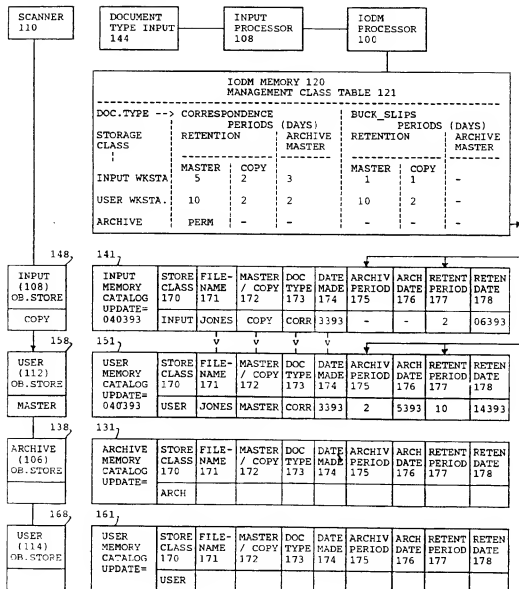 SCANNER 110
DOCUMENT TYPE INPUT 144
INPUT PROCESSOR 108
IODM PROCESSOR 100
IODM MEMORY 120
MANAGEMENT CLASS TABLE 121
DOC.TYPE --> CORRESPONDENCE BUCK_SLIPS
PERIODS (DAYS) PERIODS (DAYS)
STORAGE RETENTION ARCHIVE RETENTION ARCHIVE
CLASS MASTER MASTER
MASTER COPY MASTER COPY
INPUT WKSTA 5 2 3 1 1 -
USER WKSTA. 10 2 2 10 2 -
ARCHIVE PERM - - - - -
148 141
INPUT (108) OB.STORE
COPY
INPUT MEMORY CATALOG UPDATE= 040393
STORE CLASS 170 FILE-NAME 171 MASTER / COPY 172 DOC TYPE 173 DATE MADE 174 ARCHIV PERIOD 175 ARCH DATE 176 RETENT PERIOD 177 RETEN DATE 178
INPUT JONES COPY CORR 3393 - - 2 06393
v v v v
158 151
USER (112) OB.STORE
MASTER
USER MEMORY CATALOG UPDATE= 040393
STORE CLASS 170 FILE-NAME 171 MASTER / COPY 172 DOC TYPE 173 DATE MADE 174 ARCHIV PERIOD 175 ARCH DATE 176 RETENT PERIOD 177 RETEN DATE 178
USER JONES MASTER CORR 3393 2 5393 10 14393
138 131
ARCHIVE (106) OB.STORE
ARCHIVE MEMORY CATALOG UPDATE=
STORE CLASS 170 FILE-NAME 171 MASTER / COPY 172 DOC TYPE 173 DATE MADE 174 ARCHIV PERIOD 175 ARCH DATE 176 RETENT PERIOD 177 RETEN DATE 178
ARCH
168 161
USER (114) OB.STORE
USER MEMORY CATALOG UPDATE=
STORE CLASS 170 FILE-NAME 171 MASTER / COPY 172 DOC TYPE 173 DATE MADE 174 ARCHIV PERIOD 175 ARCH DATE 176 RETENT PERIOD 177 RETEN DATE 178
USER